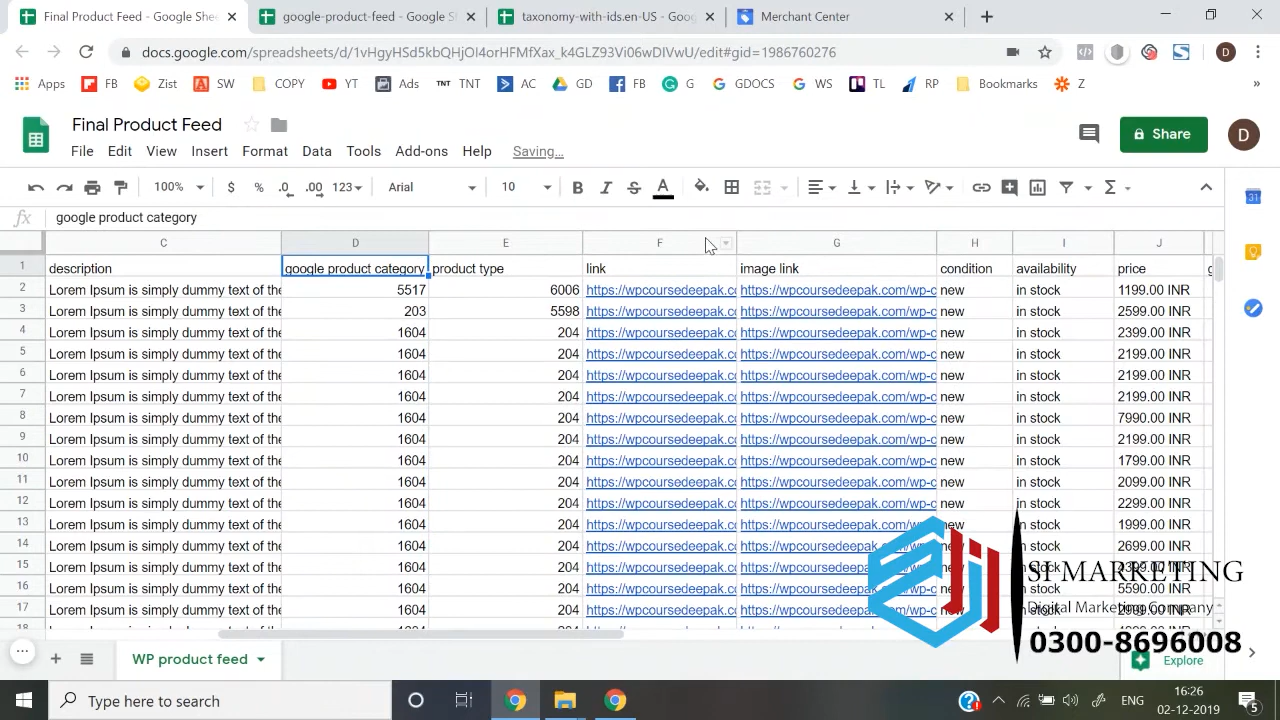 Final Product Feed - Google She
google-product-feed - Google S
taxonomy-with-ids.en-US - Goog
Merchant Center
docs.google.com/spreadsheets/d/1vHgyHSd5kbQHjOI4orHFMfXax_k4GLZ93Vi06wDIVwU/edit#gid=1986760276
D
Apps FB Zist SW COPY YT Ads TNT TNT AC GD FB G GDOCS WS TL RP Bookmarks Z »
Final Product Feed
Share
D
File Edit View Insert Format Data Tools Add-ons Help Saving...
100% $ % .0 .00 123 Arial 10 B I S A
fx google product category
C D E F G H I J
1 description google product category product type link image link condition availability price g
2 Lorem Ipsum is simply dummy text of the 5517 6006 https://wpcoursedeepak.co https://wpcoursedeepak.com/wp-c new in stock 1199.00 INR
3 Lorem Ipsum is simply dummy text of the 203 5598 https://wpcoursedeepak.co https://wpcoursedeepak.com/wp-c new in stock 2599.00 INR
4 Lorem Ipsum is simply dummy text of the 1604 204 https://wpcoursedeepak.co https://wpcoursedeepak.com/wp-c new in stock 2399.00 INR
5 Lorem Ipsum is simply dummy text of the 1604 204 https://wpcoursedeepak.co https://wpcoursedeepak.com/wp-c new in stock 2199.00 INR
6 Lorem Ipsum is simply dummy text of the 1604 204 https://wpcoursedeepak.co https://wpcoursedeepak.com/wp-c new in stock 2199.00 INR
7 Lorem Ipsum is simply dummy text of the 1604 204 https://wpcoursedeepak.co https://wpcoursedeepak.com/wp-c new in stock 2199.00 INR
8 Lorem Ipsum is simply dummy text of the 1604 204 https://wpcoursedeepak.co https://wpcoursedeepak.com/wp-c new in stock 7990.00 INR
9 Lorem Ipsum is simply dummy text of the 1604 204 https://wpcoursedeepak.co https://wpcoursedeepak.com/wp-c new in stock 2199.00 INR
10 Lorem Ipsum is simply dummy text of the 1604 204 https://wpcoursedeepak.co https://wpcoursedeepak.com/wp-c new in stock 1799.00 INR
11 Lorem Ipsum is simply dummy text of the 1604 204 https://wpcoursedeepak.co https://wpcoursedeepak.com/wp-c new in stock 2099.00 INR
12 Lorem Ipsum is simply dummy text of the 1604 204 https://wpcoursedeepak.co https://wpcoursedeepak.com/wp-c new in stock 2299.00 INR
13 Lorem Ipsum is simply dummy text of the 1604 204 https://wpcoursedeepak.co https://wpcoursedeepak.com/wp-c new in stock 1999.00 INR
14 Lorem Ipsum is simply dummy text of the 1604 204 https://wpcoursedeepak.co in stock 2699.00 INR
15 Lorem Ipsum is simply dummy text of the 1604 204 https://wpcoursedeepak.co
16 Lorem Ipsum is simply dummy text of the 1604 204 https://wpcoursedeepak.co in stock 5590.00 INR
17 Lorem Ipsum is simply dummy text of the 1604 204 https://wpcoursedeepak.co
SI MARKETING
Digital Marketing Company
0300-8696008
WP product feed
Explore
Type here to search
ENG
16:26
02-12-2019
5